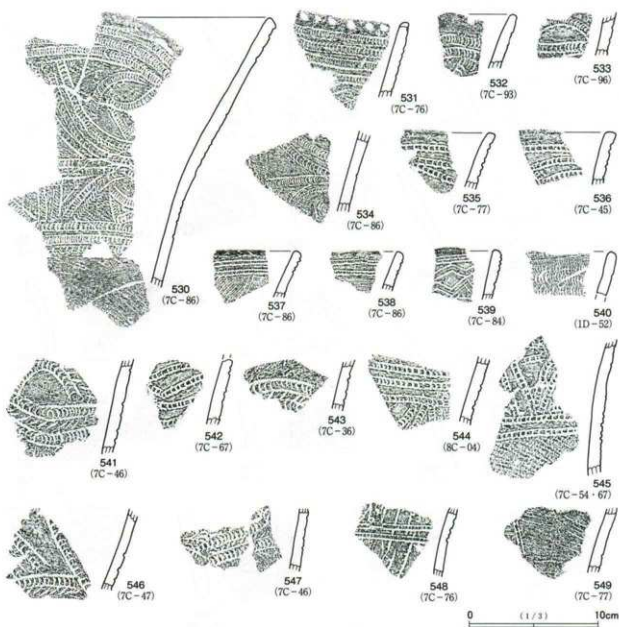 531
(7C-76)
532
(7C-93)
533
(7C-96)
534
(7C-86)
535
(7C-77)
536
(7C-45)
530
(7C-86)
537
(7C-86)
538
(7C-86)
539
(7C-84)
540
(1D-52)
541
(7C-46)
542
(7C-67)
543
(7C-36)
544
(8C-04)
545
(7C-54・67)
546
(7C-47)
547
(7C-46)
548
(7C-76)
549
(7C-77)
0 (1/3) 10cm